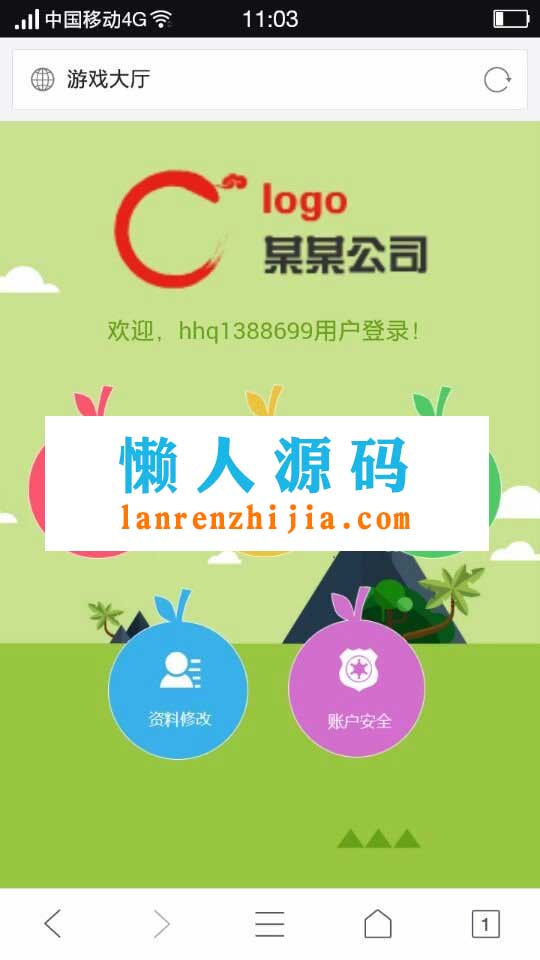 中国移动4G 11:03
游戏大厅
logo
某某公司
欢迎，hhq1388699用户登录！
懒人源码
lanrenzhijia.com
资料修改 账户安全
1